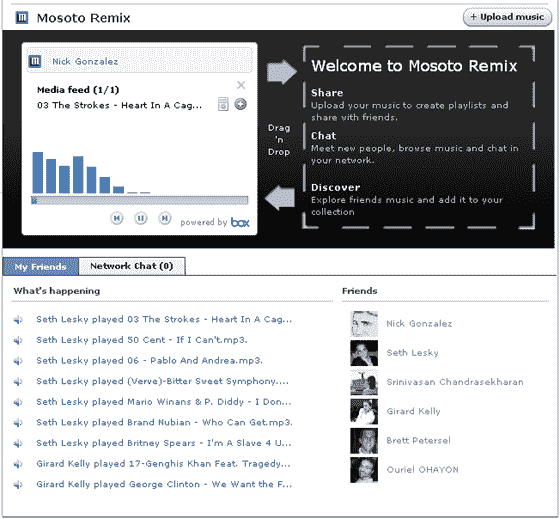 M Mosoto Remix
+ Upload music
M Nick Gonzalez
Media feed (1/1)
03 The Strokes - Heart In A Cag...
powered by box
Drag
'n
Drop
Welcome to Mosoto Remix
Share
Upload your music to create playlists and
share with friends.
Chat
Meet new people, browse music and chat in
your network.
Discover
Explore friends music and add it to your
collection
My Friends
Network Chat (0)
What's happening
Seth Lesky played 03 The Strokes - Heart In A Cag...
Seth Lesky played 50 Cent - If I Can't.mp3.
Seth Lesky played 06 - Pablo And Andrea.mp3.
Seth Lesky played (Verve)-Bitter Sweet Symphony....
Seth Lesky played Mario Winans & P. Diddy - I Don...
Seth Lesky played Brand Nubian - Who Can Get.mp3.
Seth Lesky played Britney Spears - I'm A Slave 4 U...
Girard Kelly played 17-Genghis Khan Feat. Tragedy...
Girard Kelly played George Clinton - We Want the F...
Friends
Nick Gonzalez
Seth Lesky
Srinivasan Chandrasekharan
Girard Kelly
Brett Petersel
Ouriel OHAYON